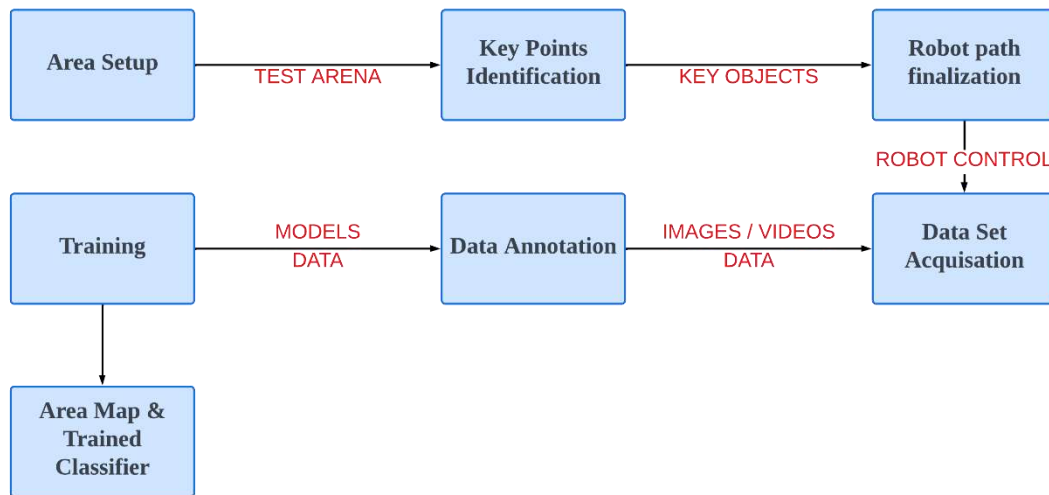 Area Setup
TEST ARENA
Key Points
Identification
KEY OBJECTS
Robot path
finalization
ROBOT CONTROL
Training
MODELS
DATA
Data Annotation
IMAGES / VIDEOS
DATA
Data Set
Acquisation
Area Map &
Trained
Classifier